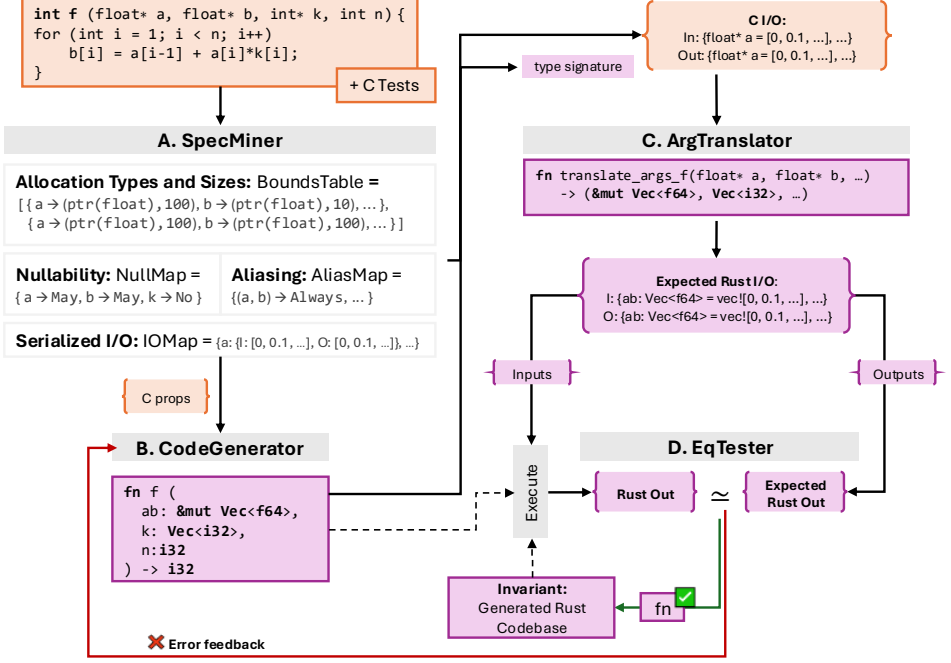 int f (float* a, float* b, int* k, int n) {
for (int i = 1; i < n; i++)
b[i] = a[i-1] + a[i]*k[i];
}
+ C Tests
A. SpecMiner
Allocation Types and Sizes: BoundsTable =
[ { a → (ptr(float),100), b → (ptr(float),10), ... },
{ a → (ptr(float),100), b → (ptr(float),100), ... } ]
Nullability: NullMap =
{ a → May, b → May, k → No }
Aliasing: AliasMap =
{(a, b) → Always, ... }
Serialized I/O: IOMap = {a: {I: [0, 0.1, ...], O: [0, 0.1, ...]}, ...}
C props
B. CodeGenerator
fn f (
ab: &mut Vec<f64>,
k: Vec<i32>,
n:i32
) -> i32
❌ Error feedback
C I/O:
In: {float* a = [0, 0.1, ...], ...}
Out: {float* a = [0, 0.1, ...], ...}
type signature
C. ArgTranslator
fn translate_args_f(float* a, float* b, …)
-> (&mut Vec<f64>, Vec<i32>, …)
Expected Rust I/O:
I: {ab: Vec<f64> = vec![0, 0.1, ...], ...}
O: {ab: Vec<f64> = vec![0, 0.1, ...], ...}
Inputs
Outputs
D. EqTester
Execute
Rust Out
≃
Expected
Rust Out
Invariant:
Generated Rust
Codebase
fn ✅